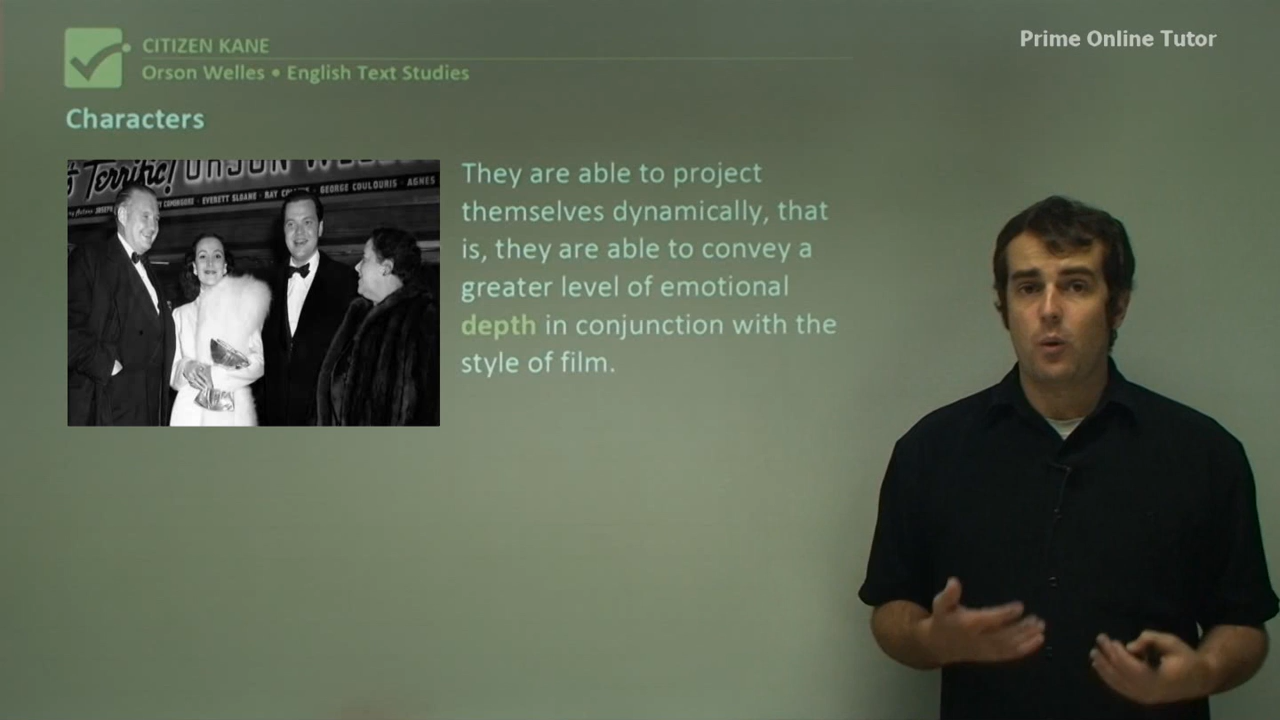 Prime Online Tutor
CITIZEN KANE
Orson Welles • English Text Studies
Characters
Terrific! ORSON
EVERETT SLOANE • RAY
• GEORGE COULOURIS • AGNES
They are able to project
themselves dynamically, that
is, they are able to convey a
greater level of emotional
depth in conjunction with the
style of film.